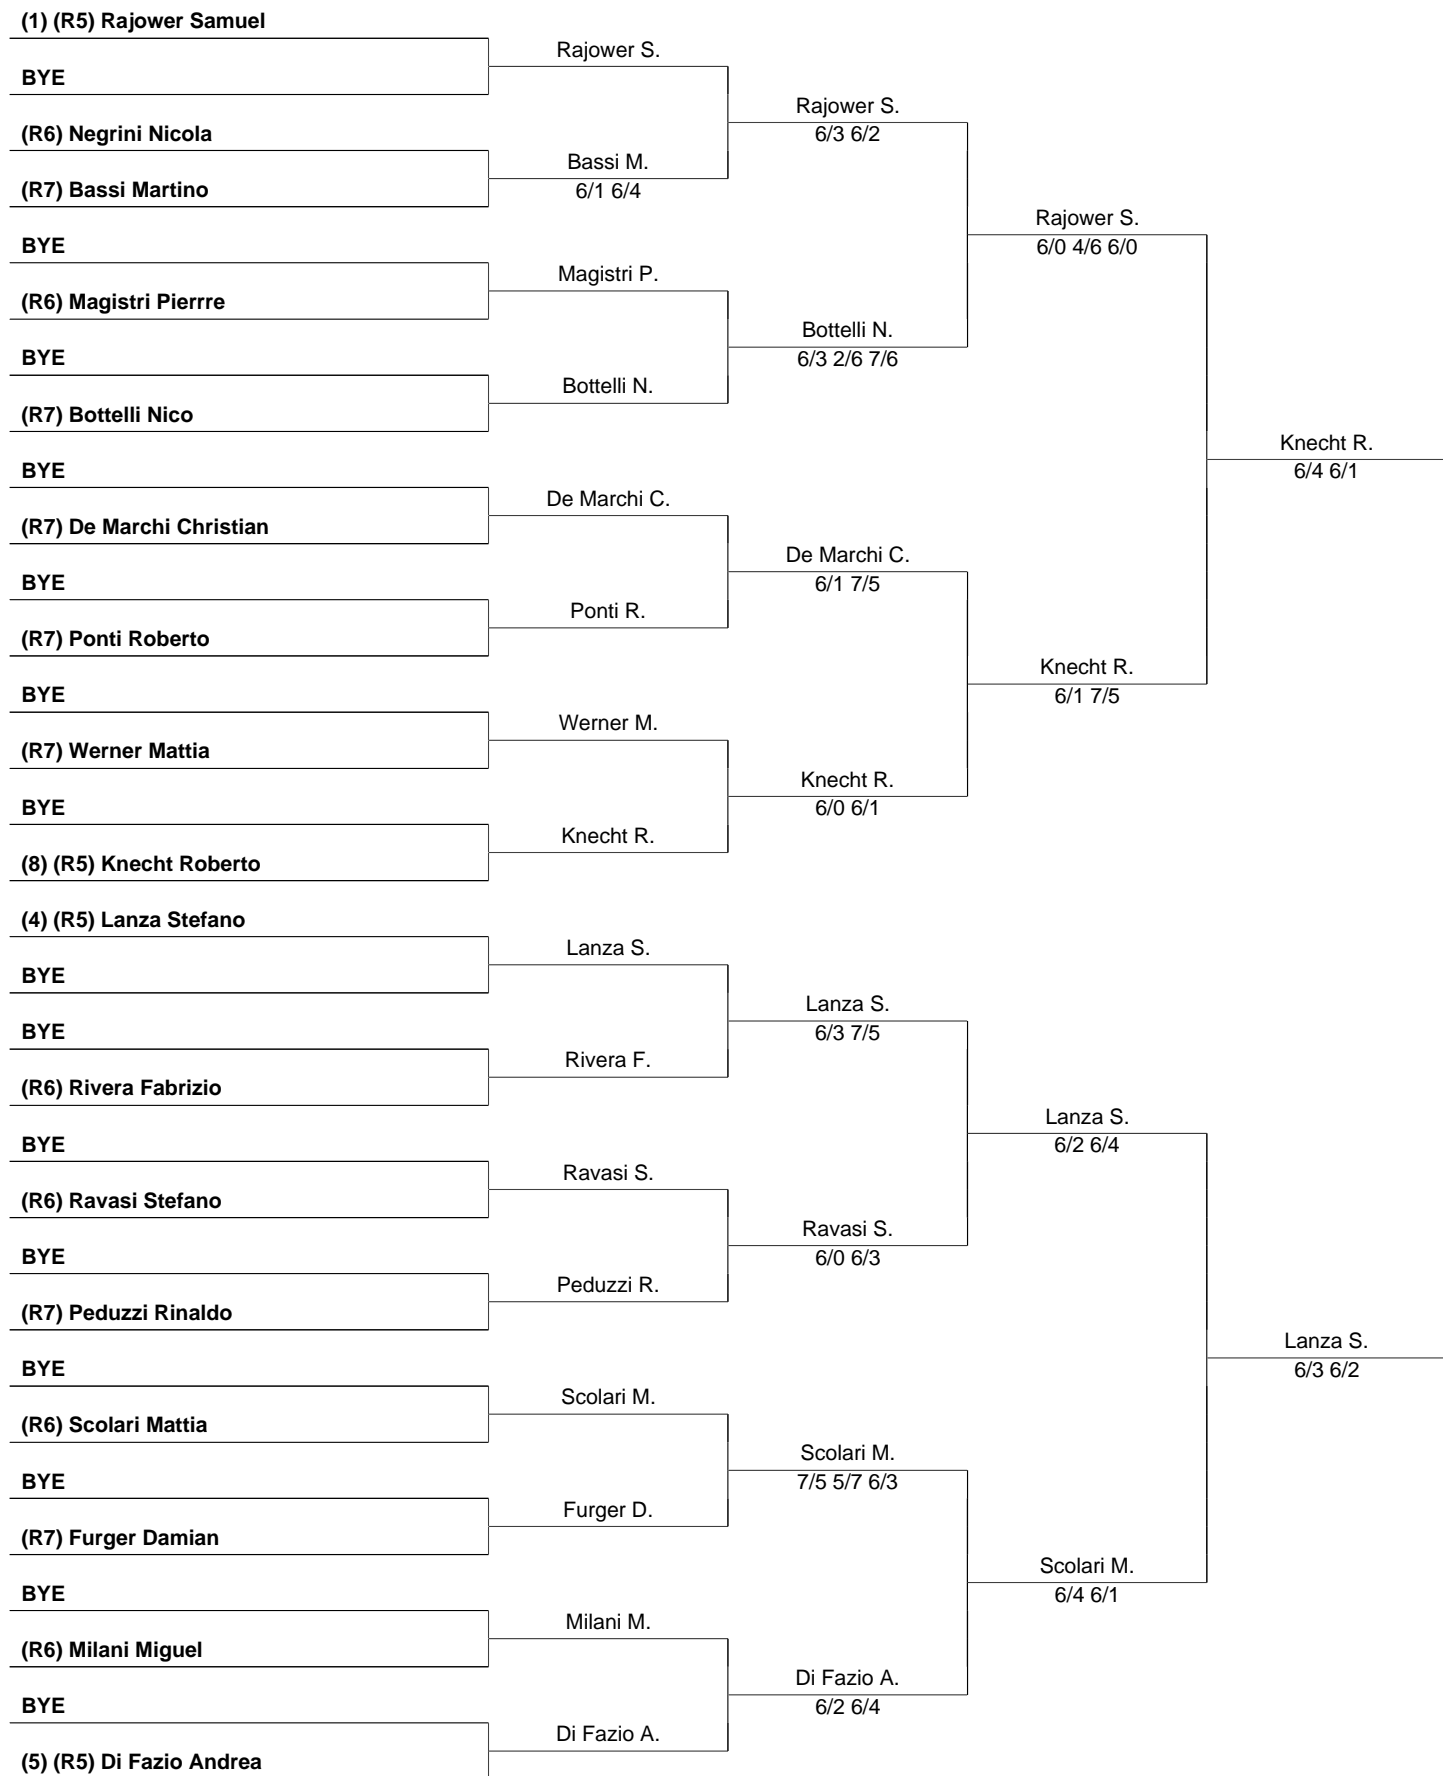 (1) (R5) Rajower Samuel
Rajower S.
BYE
Rajower S.
6/3 6/2
(R6) Negrini Nicola
Bassi M.
6/1 6/4
(R7) Bassi Martino
Rajower S.
6/0 4/6 6/0
BYE
Magistri P.
(R6) Magistri Pierrre
Bottelli N.
6/3 2/6 7/6
BYE
Bottelli N.
(R7) Bottelli Nico
Knecht R.
6/4 6/1
BYE
De Marchi C.
(R7) De Marchi Christian
De Marchi C.
6/1 7/5
BYE
Ponti R.
(R7) Ponti Roberto
Knecht R.
6/1 7/5
BYE
Werner M.
(R7) Werner Mattia
Knecht R.
6/0 6/1
BYE
Knecht R.
(8) (R5) Knecht Roberto
(4) (R5) Lanza Stefano
Lanza S.
BYE
Lanza S.
6/3 7/5
BYE
Rivera F.
(R6) Rivera Fabrizio
Lanza S.
6/2 6/4
BYE
Ravasi S.
(R6) Ravasi Stefano
Ravasi S.
6/0 6/3
BYE
Peduzzi R.
(R7) Peduzzi Rinaldo
Lanza S.
6/3 6/2
BYE
Scolari M.
(R6) Scolari Mattia
Scolari M.
7/5 5/7 6/3
BYE
Furger D.
(R7) Furger Damian
Scolari M.
6/4 6/1
BYE
Milani M.
(R6) Milani Miguel
Di Fazio A.
6/2 6/4
BYE
Di Fazio A.
(5) (R5) Di Fazio Andrea